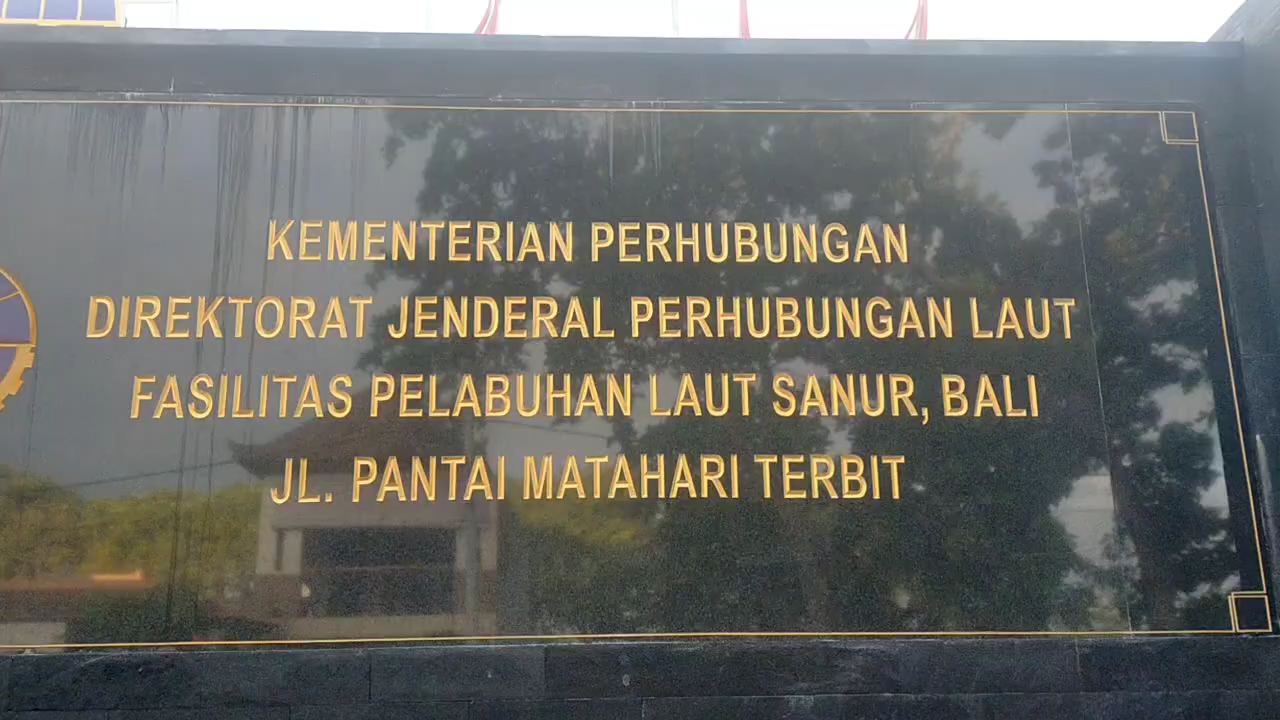 KEMENTERIAN PERHUBUNGAN
DIREKTORAT JENDERAL PERHUBUNGAN LAUT
FASILITAS PELABUHAN LAUT SANUR, BALI
JL. PANTAI MATAHARI TERBIT